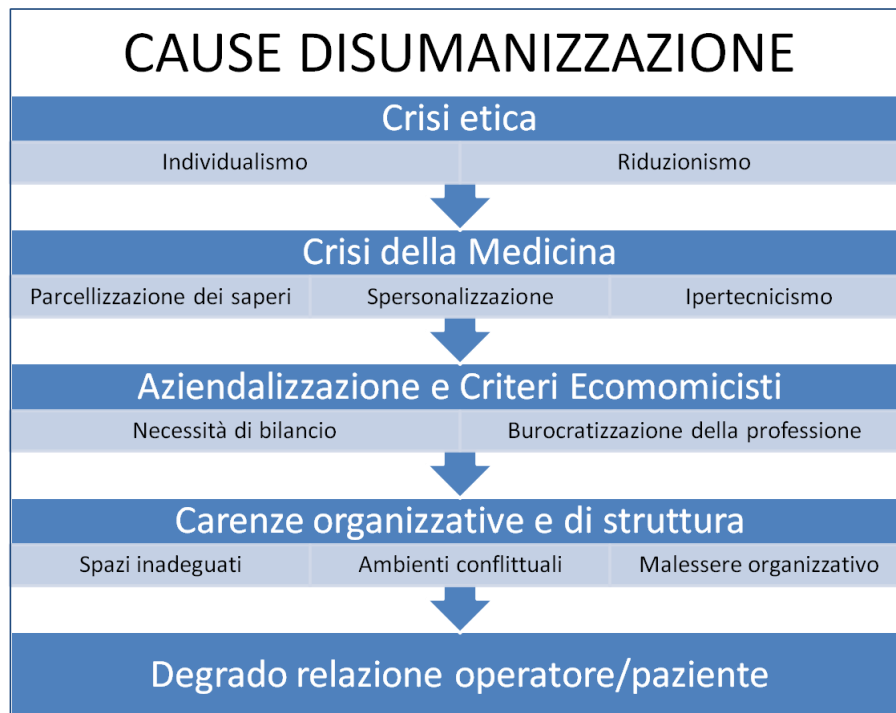 CAUSE DISUMANIZZAZIONE
Crisi etica
Individualismo
Riduzionismo
Crisi della Medicina
Parcellizzazione dei saperi
Spersonalizzazione
Ipertecnicismo
Aziendalizzazione e Criteri Ecomomicisti
Necessità di bilancio
Burocratizzazione della professione
Carenze organizzative e di struttura
Spazi inadeguati
Ambienti conflittuali
Malessere organizzativo
Degrado relazione operatore/paziente